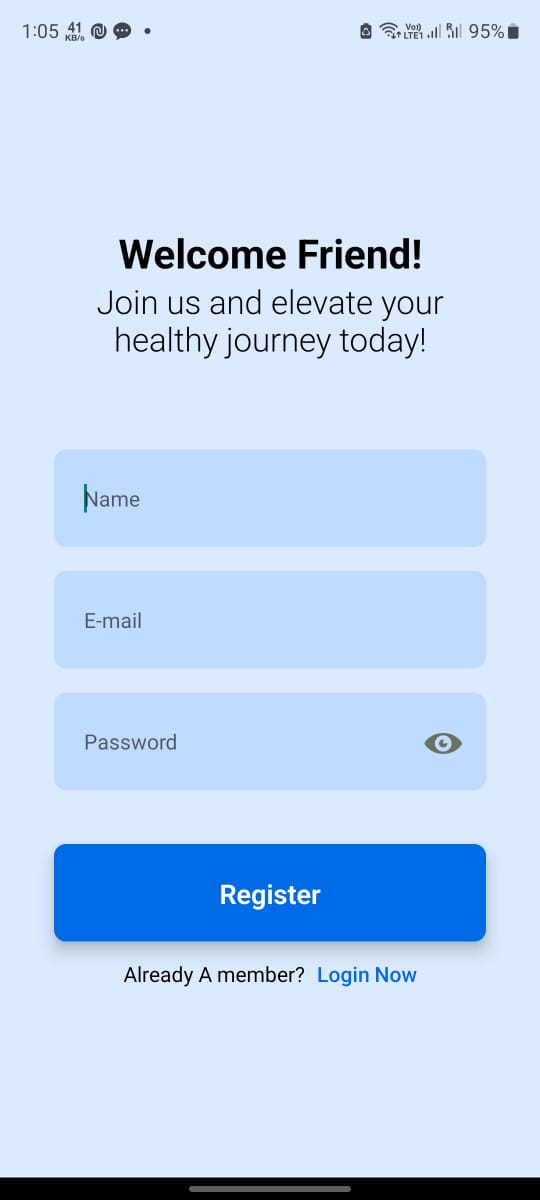 1:05 41 KB/s
Vo)) LTE1 R 95%
Welcome Friend!
Join us and elevate your
healthy journey today!
Name
E-mail
Password
Register
Already A member? Login Now